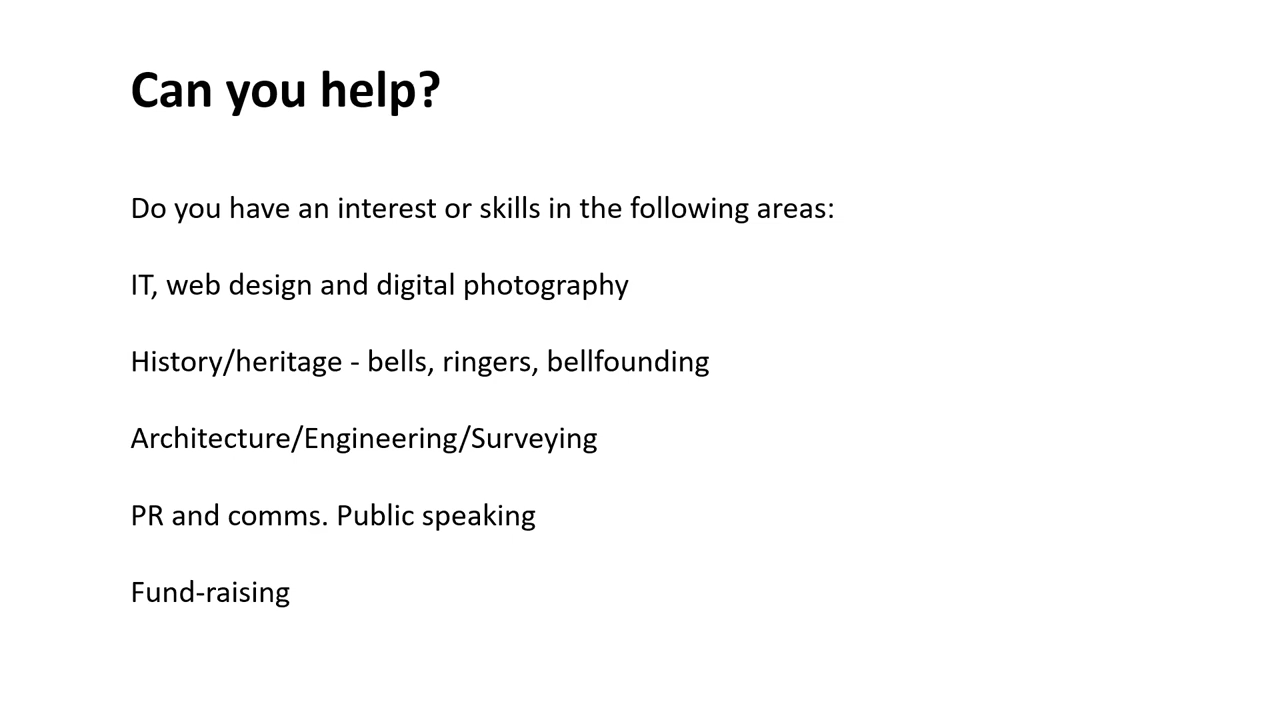 Can you help?
Do you have an interest or skills in the following areas:
IT, web design and digital photography
History/heritage - bells, ringers, bellfounding
Architecture/Engineering/Surveying
PR and comms. Public speaking
Fund-raising